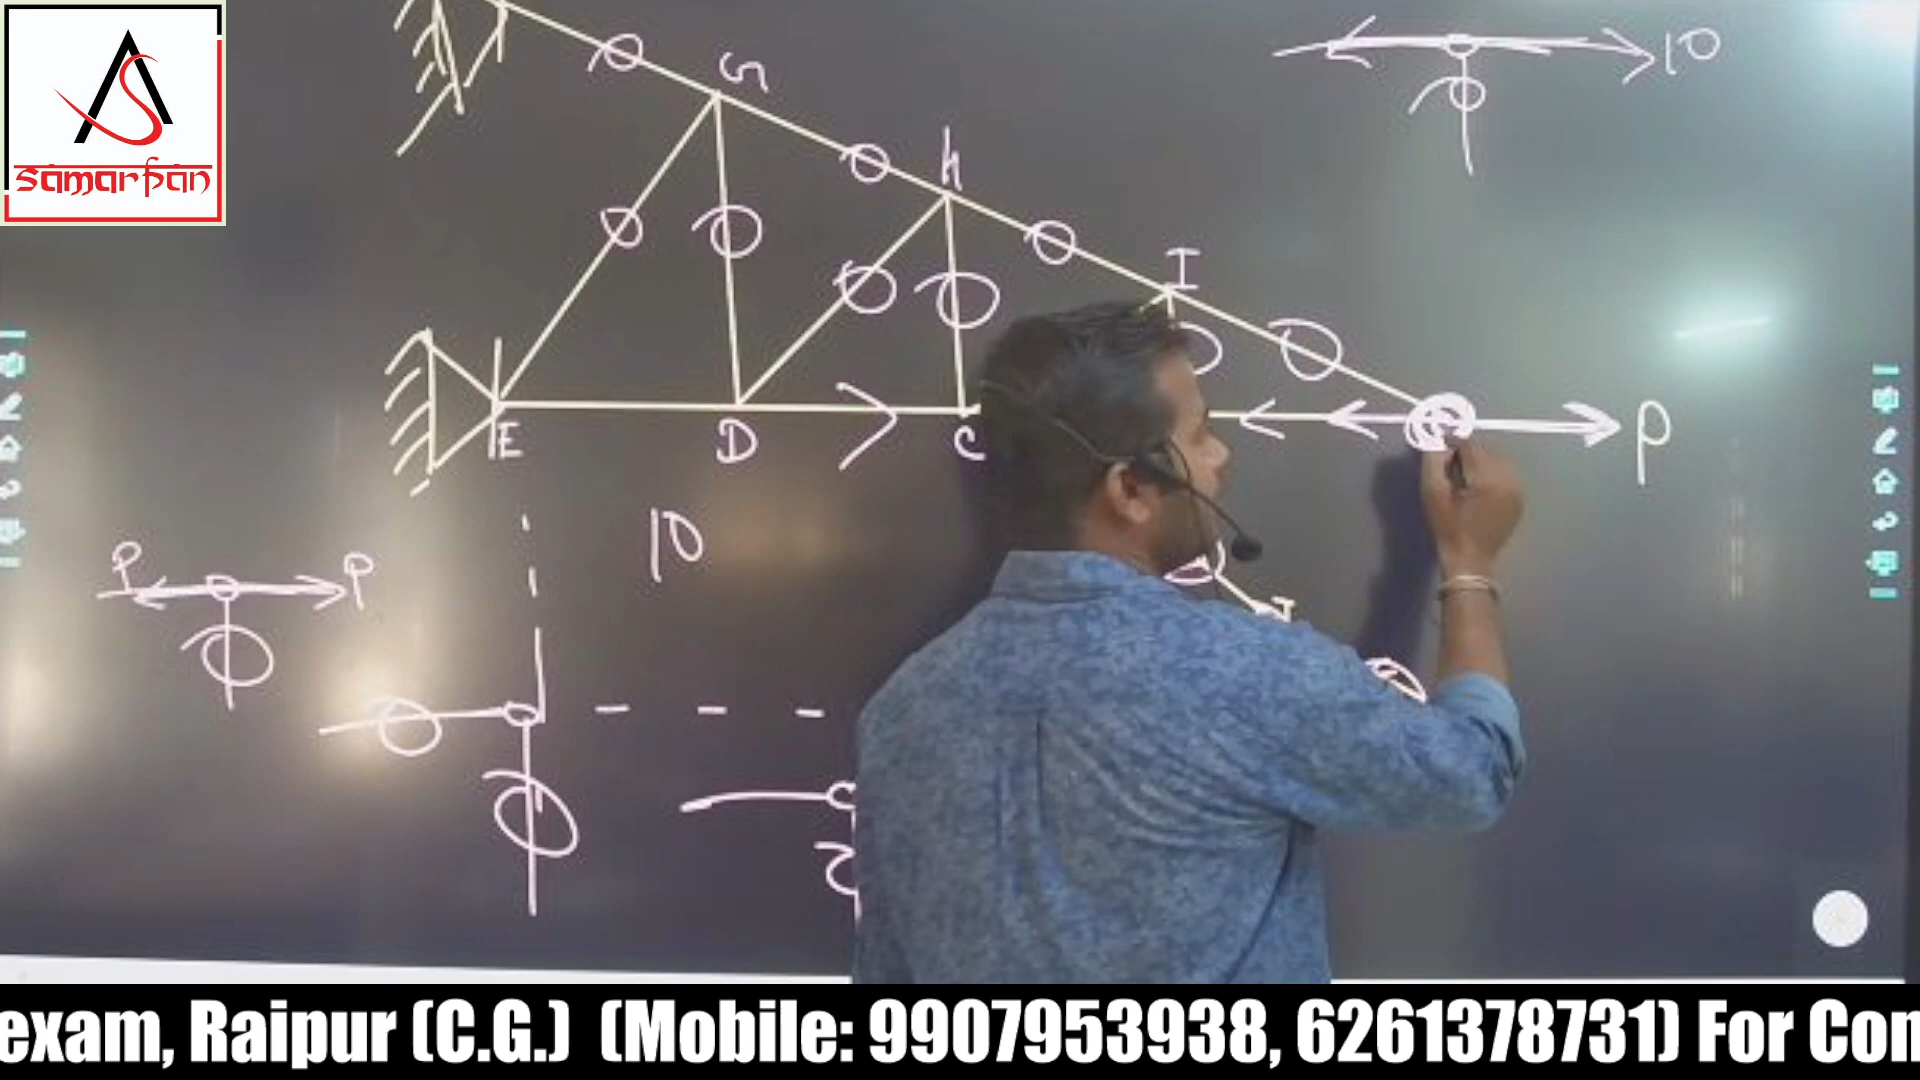 samarpan
G
H
I
10
E
D
C
P
10
P
P
exam, Raipur (C.G.) (Mobile: 9907953938, 6261378731) For Con